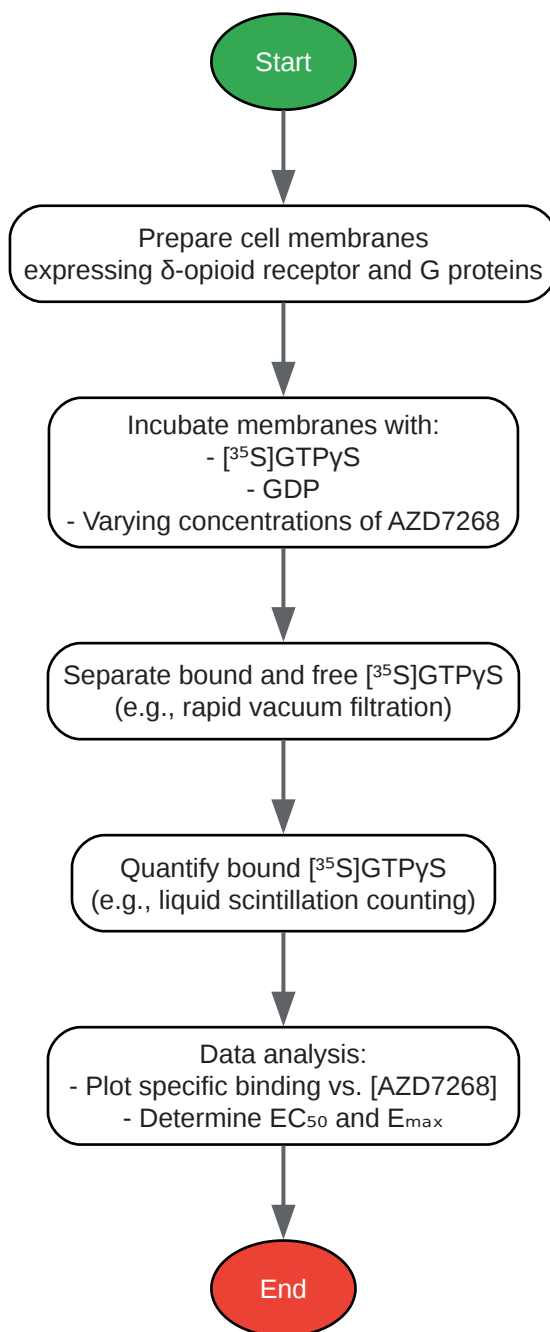 Start
Prepare cell membranes
expressing δ-opioid receptor and G proteins
Incubate membranes with:
- [³⁵S]GTPγS
- GDP
- Varying concentrations of AZD7268
Separate bound and free [³⁵S]GTPγS
(e.g., rapid vacuum filtration)
Quantify bound [³⁵S]GTPγS
(e.g., liquid scintillation counting)
Data analysis:
- Plot specific binding vs. [AZD7268]
- Determine EC₅₀ and Eₘₐₓ
End